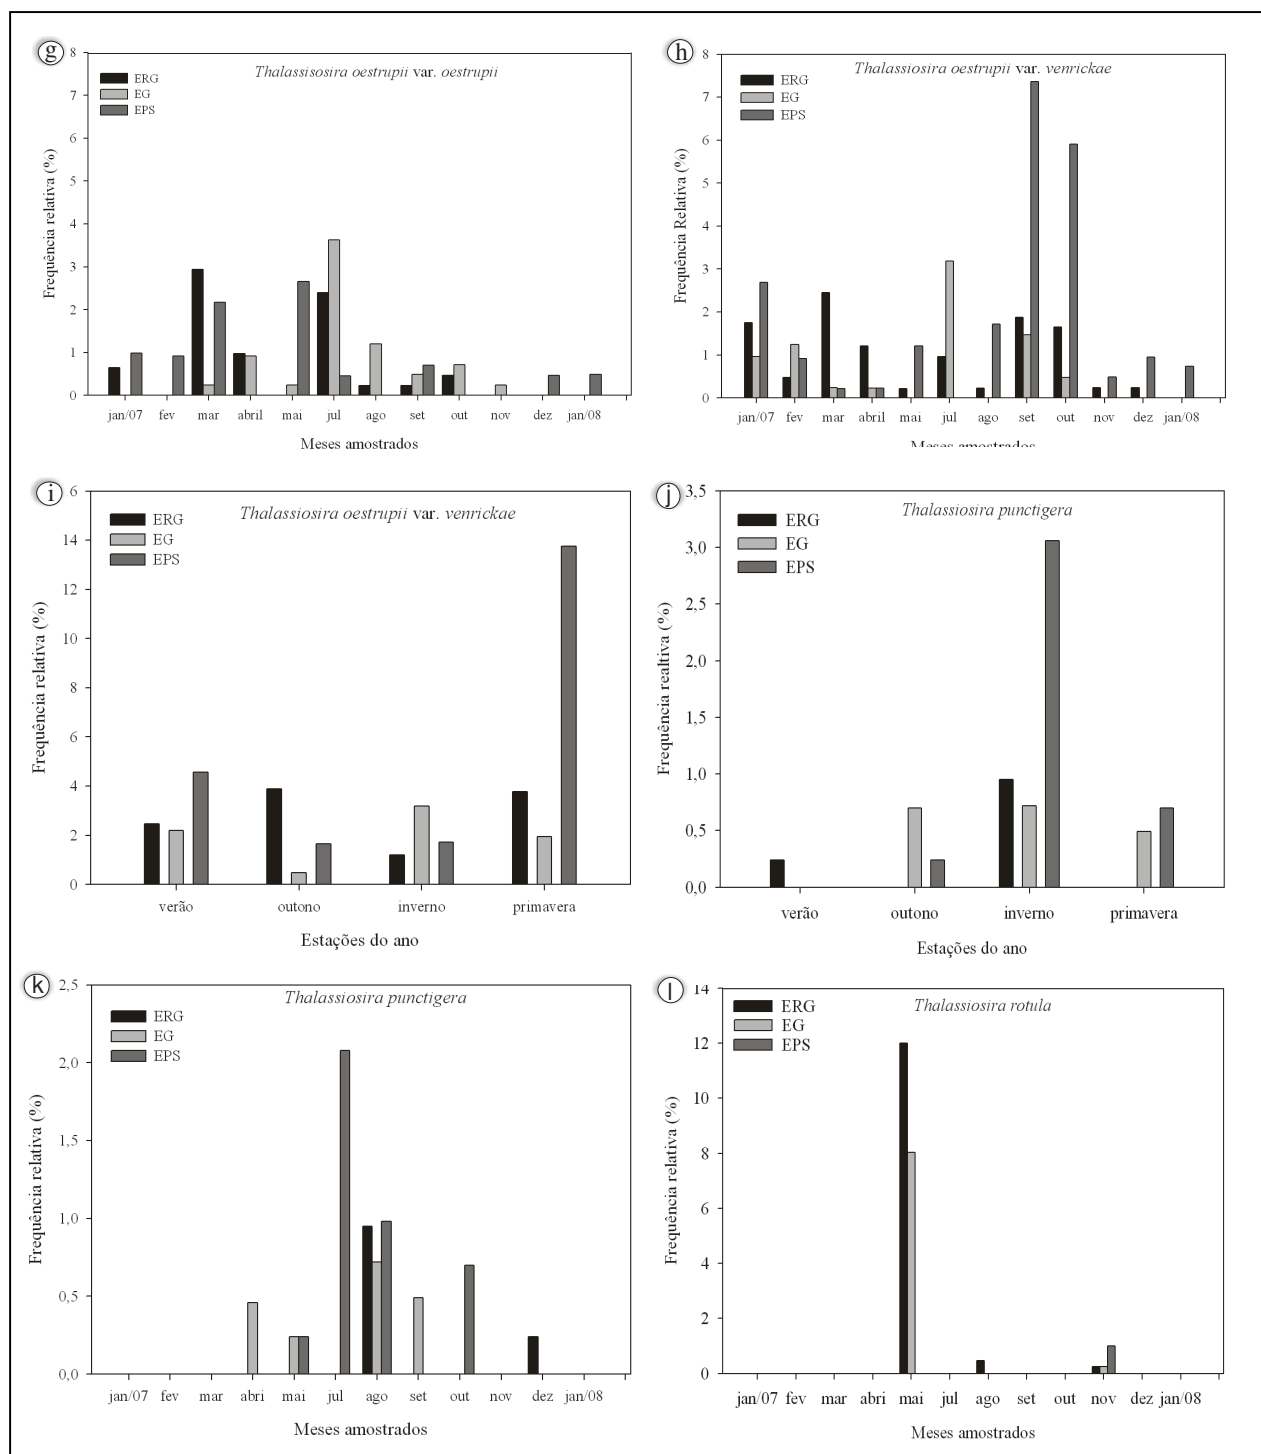 g
Thalassisosira oestrupii var. oestrupii
ERG
EG
EPS
Frequência relativa (%)
8
7
6
5
4
3
2
1
0
jan/07 fev mar abril mai jul ago set out nov dez jan/08
Meses amostrados
h
Thalassiosira oestrupii var. venrickae
ERG
EG
EPS
Frequência Relativa (%)
8
7
6
5
4
3
2
1
0
jan/07 fev mar abril mai jul ago set out nov dez jan/08
Meses amostrados
i
Thalassiosira oestrupii var. venrickae
ERG
EG
EPS
Frequência relativa (%)
6
14
12
10
8
6
4
2
0
verão outono inverno primavera
Estações do ano
j
Thalassiosira punctigera
ERG
EG
EPS
Frequência realtiva (%)
3,5
3,0
2,5
2,0
1,5
1,0
0,5
0,0
verão outono inverno primavera
Estações do ano
k
Thalassiosira punctigera
ERG
EG
EPS
Frequência relativa (%)
2,5
2,0
1,5
1,0
0,5
0,0
jan/07 fev mar abri mai jul ago set out nov dez jan/08
Meses amostrados
l
Thalassiosira rotula
ERG
EG
EPS
Frequência relativa (%)
14
12
10
8
6
4
2
0
jan/07 fev mar abr mai jul ago set out nov dez jan/08
Meses amostrados